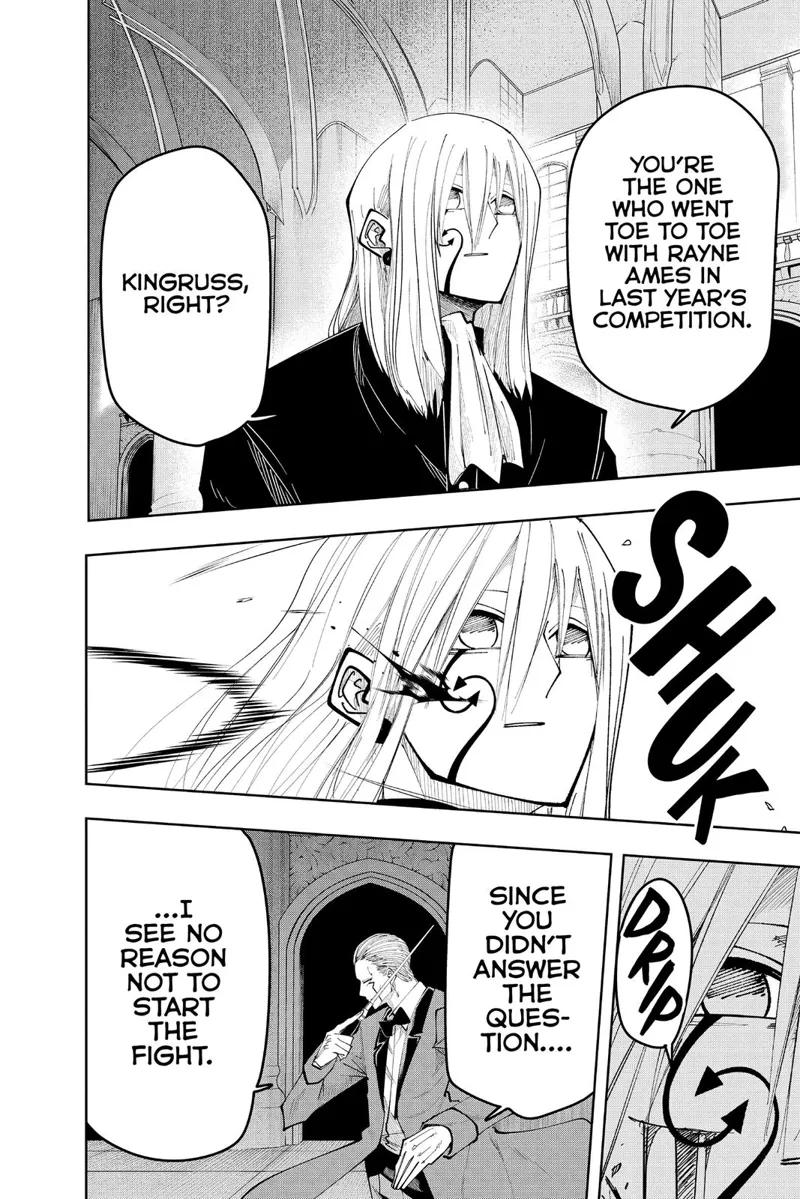 YOU'RE
THE ONE
WHO WENT
TOE TO TOE
WITH RAYNE
AMES IN
LAST YEAR'S
COMPETITION.
KINGRUSS,
RIGHT?
SHUK
DRIP
SINCE
YOU
DIDN'T
ANSWER
THE
QUES-
TION....
...I
SEE NO
REASON
NOT TO
START
THE
FIGHT.